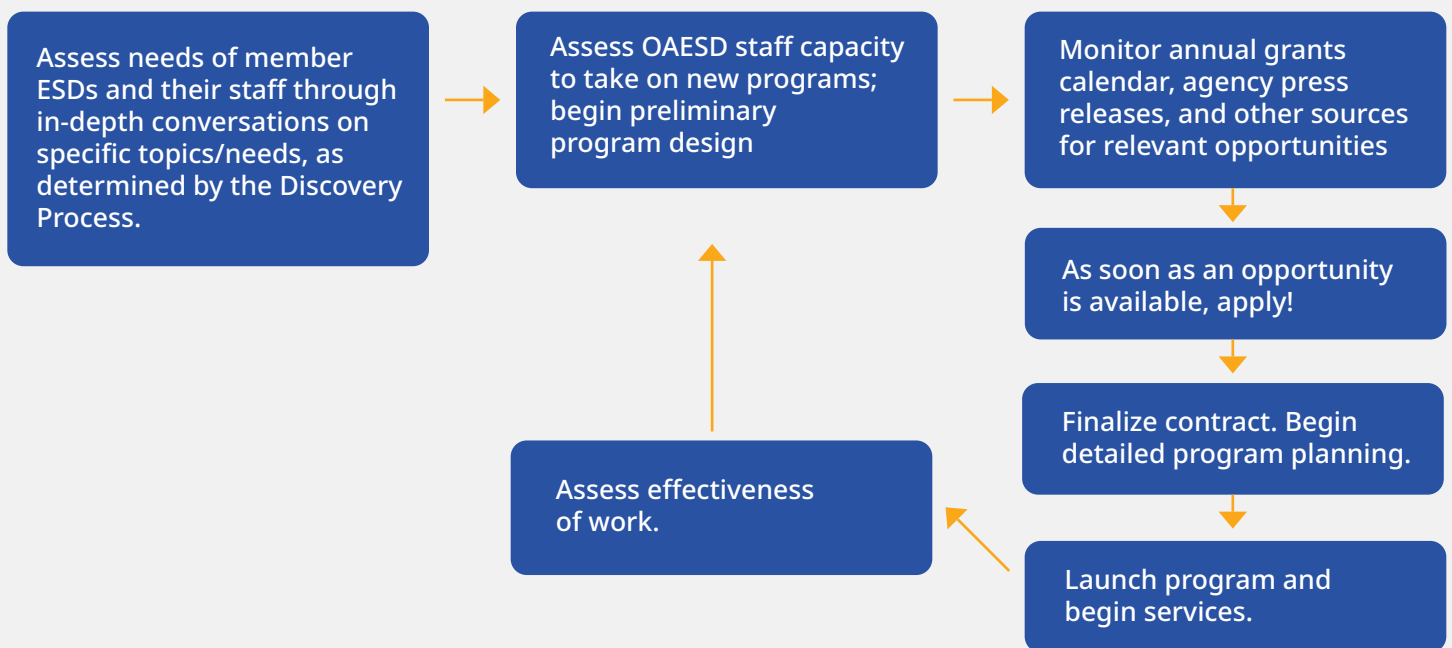 Assess needs of member
ESDs and their staff through
in-depth conversations on
specific topics/needs, as
determined by the Discovery
Process.
Assess OAESD staff capacity
to take on new programs;
begin preliminary
program design
Monitor annual grants
calendar, agency press
releases, and other sources
for relevant opportunities
As soon as an opportunity
is available, apply!
Finalize contract. Begin
detailed program planning.
Launch program and
begin services.
Assess effectiveness
of work.